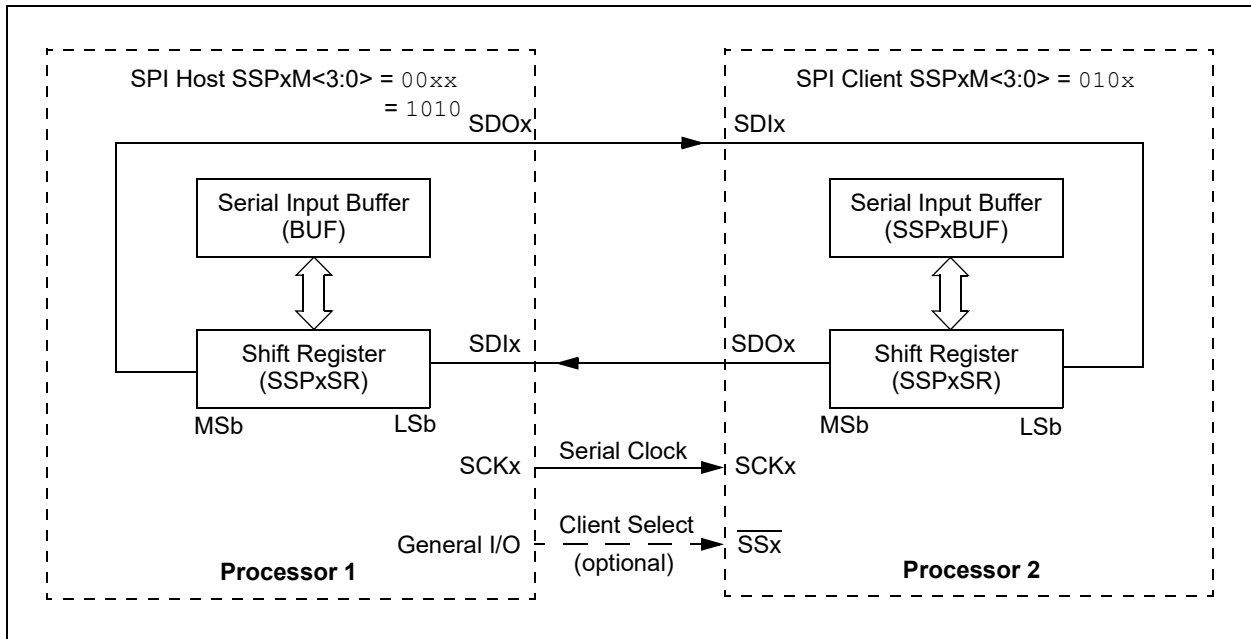 SPI Host SSPxM<3:0> = 00xx
= 1010
SPI Client SSPxM<3:0> = 010x
SDOx
SDIx
Serial Input Buffer
(BUF)
Serial Input Buffer
(SSPxBUF)
Shift Register
(SSPxSR)
SDIx
SDOx
Shift Register
(SSPxSR)
MSb
LSb
MSb
LSb
SCKx
Serial Clock
SCKx
General I/O
Client Select
(optional)
SSx
Processor 1
Processor 2